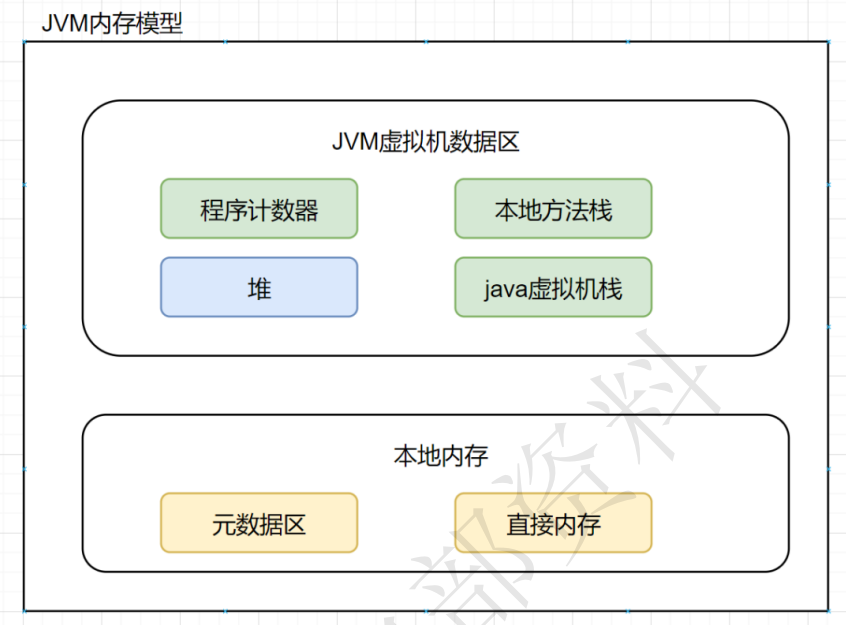 JVM内存模型
JVM虚拟机数据区
程序计数器
本地方法栈
堆
java虚拟机栈
本地内存
元数据区
直接内存
部资料